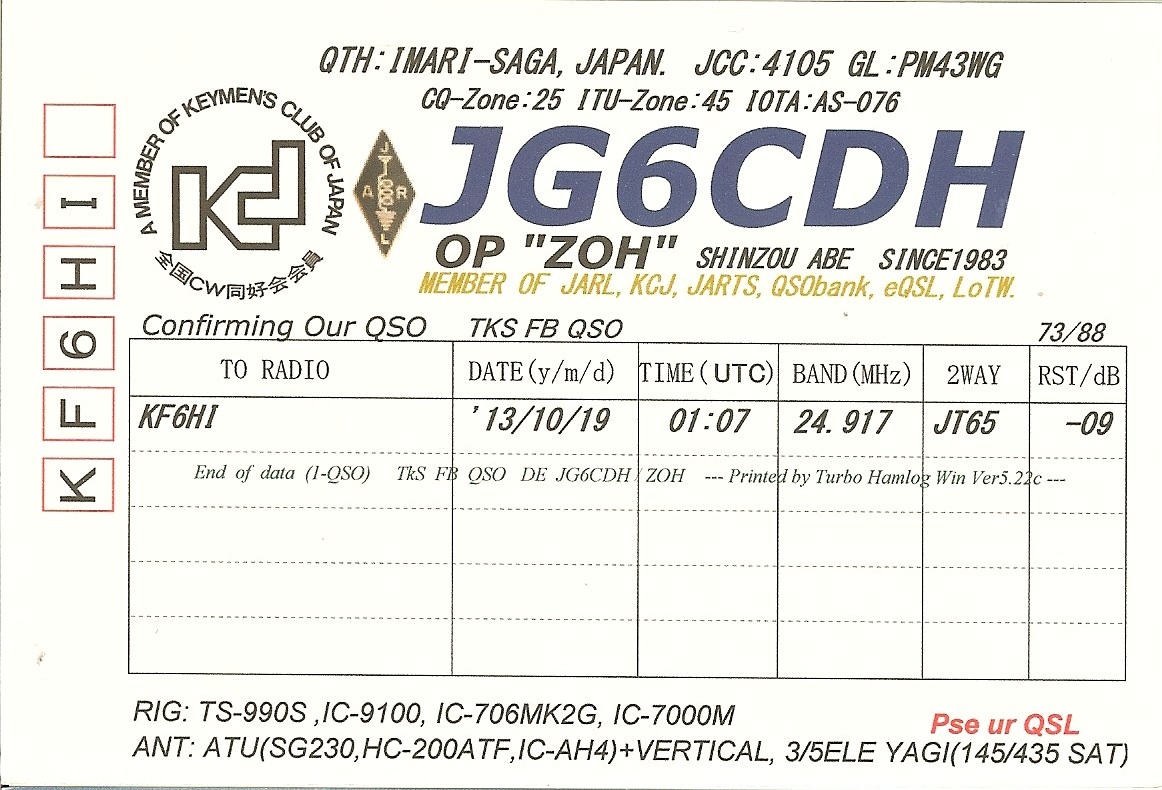 QTH:IMARI-SAGA, JAPAN. JCC:4105 GL:PM43WG
CQ-Zone:25 ITU-Zone:45 IOTA:AS-076
A MEMBER OF KEYMEN'S CLUB OF JAPAN
KCJ
全国CW同好会会員
J
A R
L
JG6CDH
OP "ZOH" SHINZOU ABE SINCE1983
MEMBER OF JARL, KCJ, JARTS, QSObank, eQSL, LoTW.
KF6HI
Confirming Our QSO TKS FB QSO 73/88
TO RADIO DATE(y/m/d) TIME(UTC) BAND(MHz) 2WAY RST/dB
KF6HI '13/10/19 01:07 24.917 JT65 -09
End of data (1-QSO) TkS FB QSO DE JG6CDH / ZOH --- Printed by Turbo Hamlog Win Ver5.22c ---
RIG: TS-990S ,IC-9100, IC-706MK2G, IC-7000M
Pse ur QSL
ANT: ATU(SG230,HC-200ATF,IC-AH4)+VERTICAL, 3/5ELE YAGI(145/435 SAT)